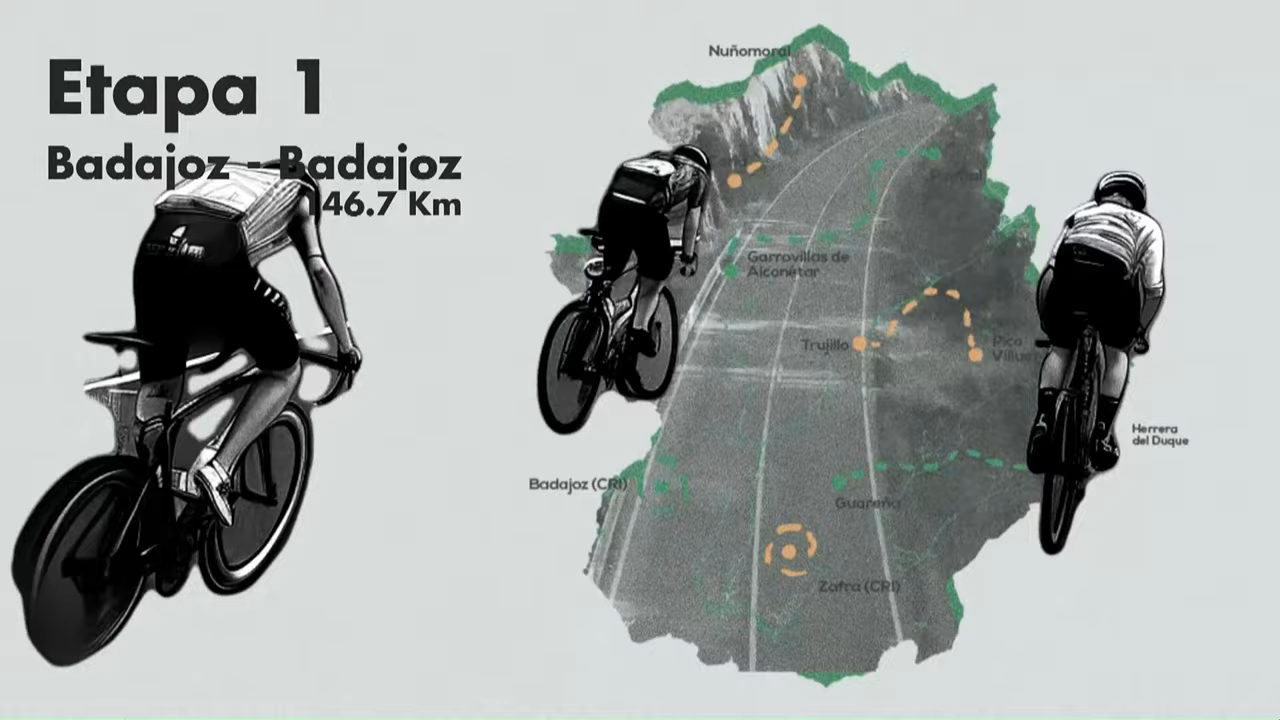 Etapa 1
Badajoz - Badajoz
146.7 Km
Nuñomoral
Garrovillas de
Alconétar
Trujillo
Pico
Villuercas
Herrera
del Duque
Badajoz (CRI)
Guareña
Zafra (CRI)